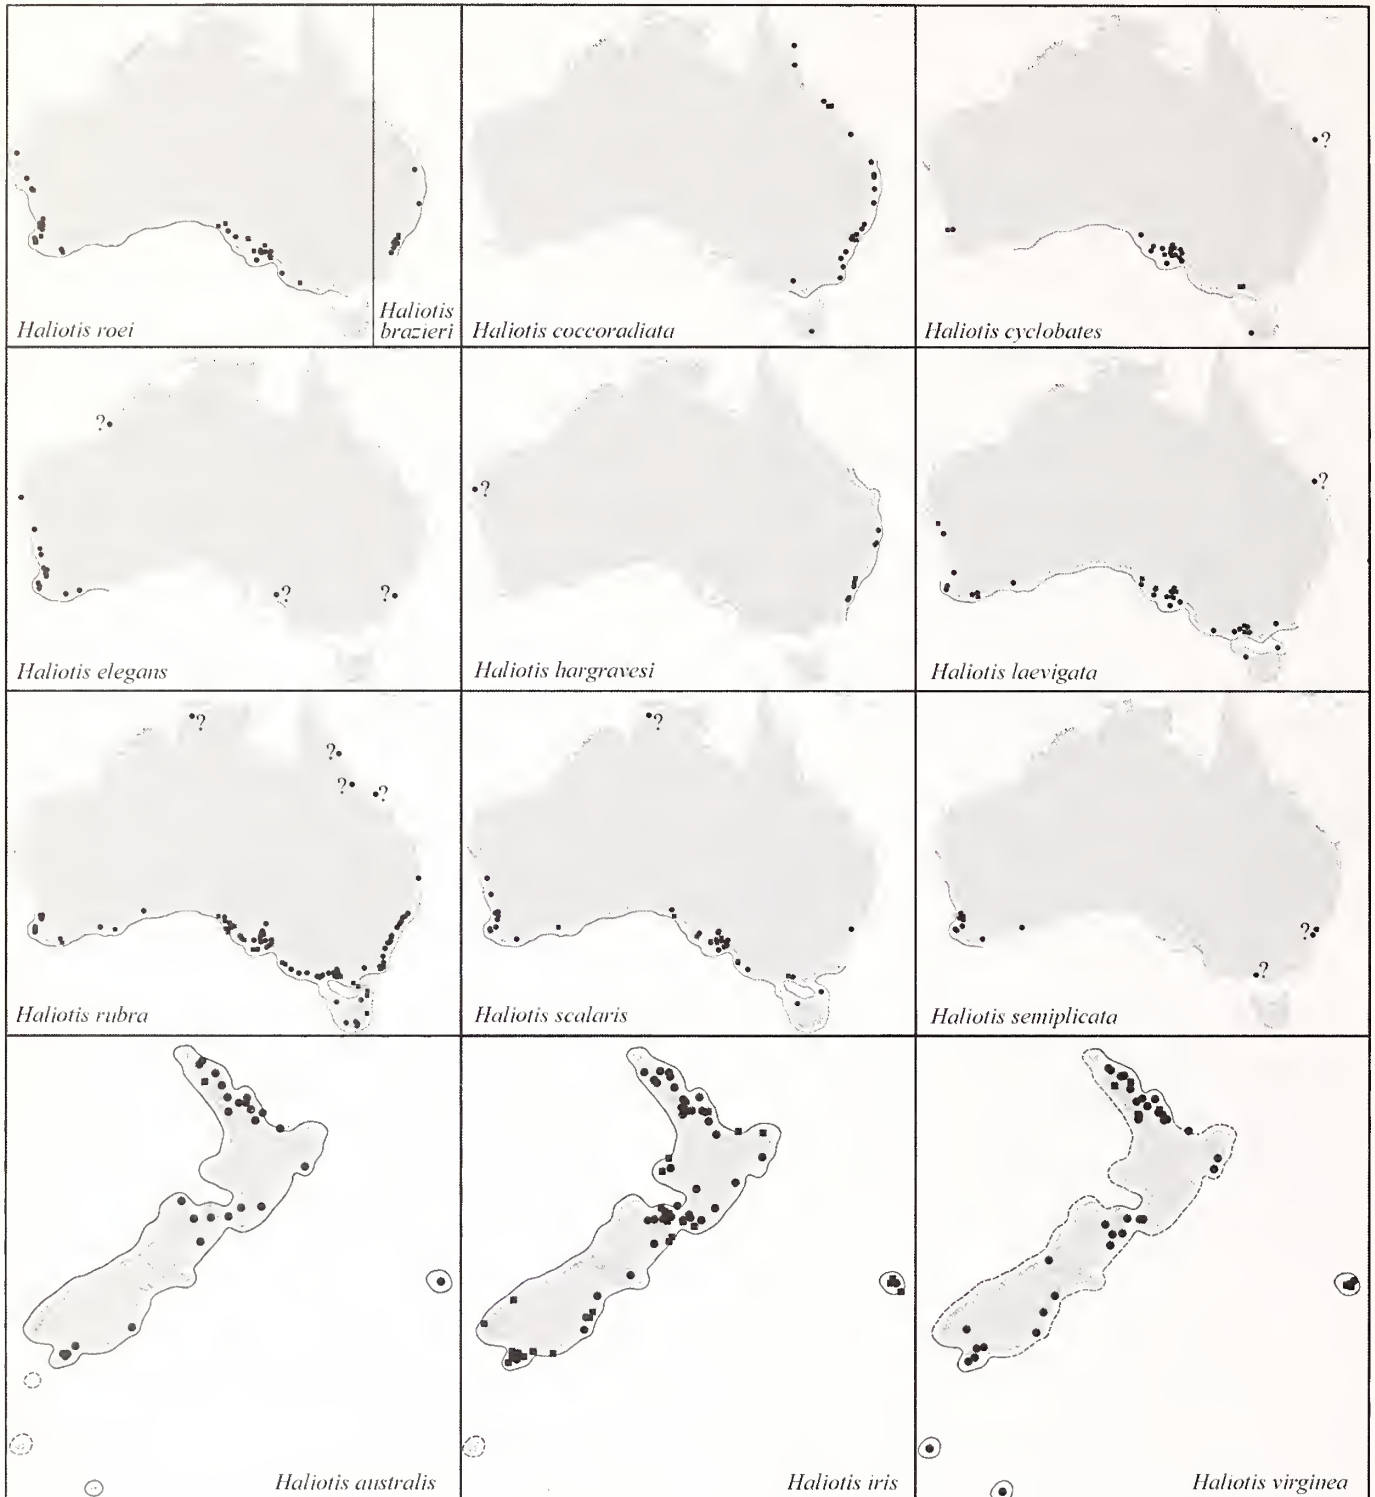 Haliotis roei
Haliotis
brazieri
Haliotis coccoradiata
?
Haliotis cyclobates
?
?
?
Haliotis elegans
?
Haliotis hargravesi
?
Haliotis laevigata
?
?
?
?
Haliotis rubra
?
Haliotis scalaris
?
?
Haliotis semiplicata
Haliotis australis
Haliotis iris
Haliotis virginea